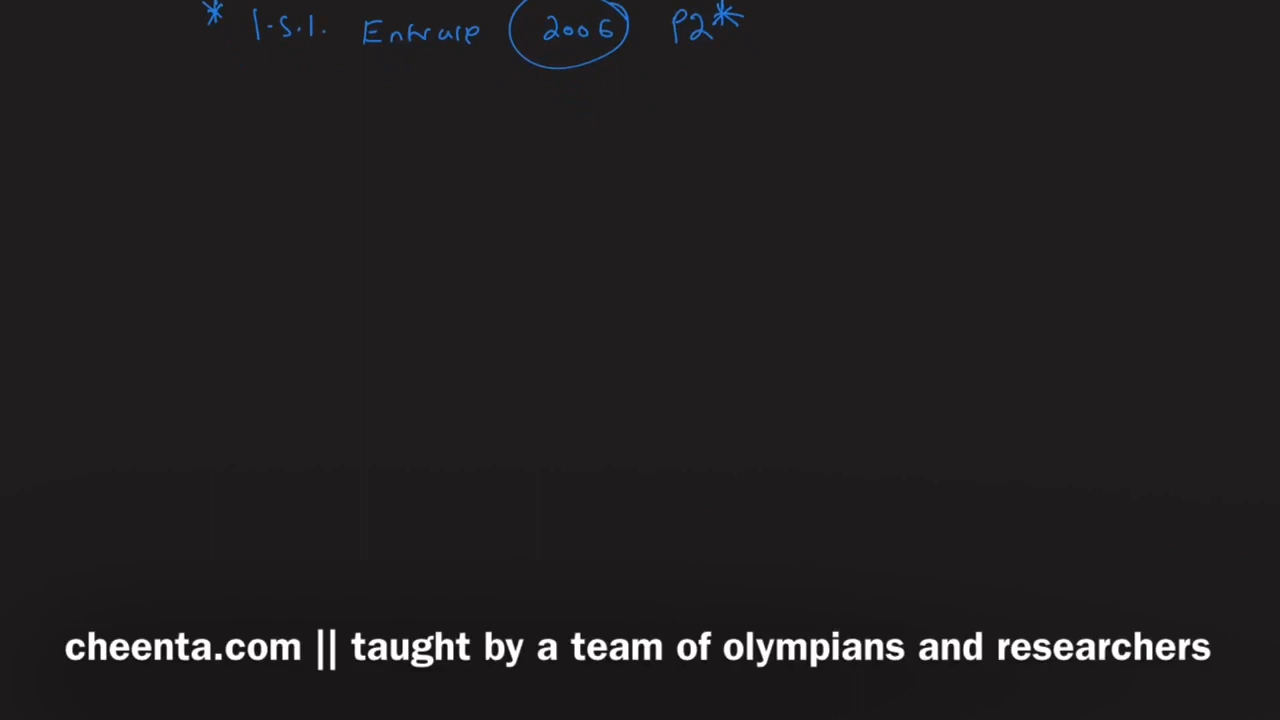 * I.S.I. Entrance 2006 P2*
cheenta.com || taught by a team of olympians and researchers